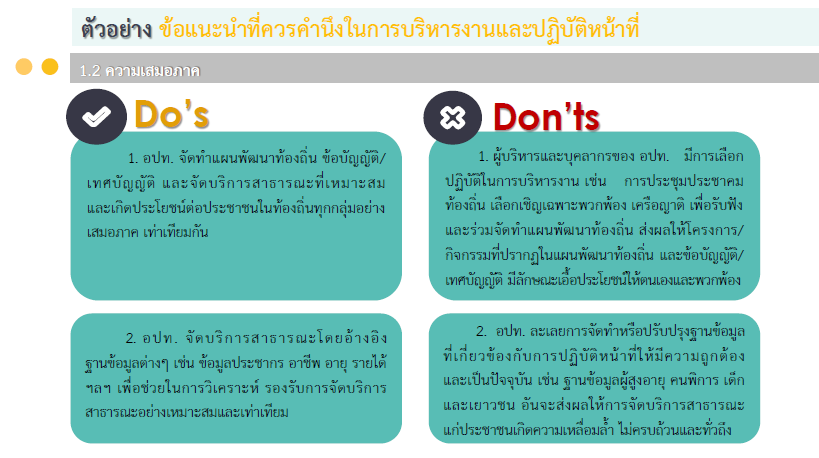 ตัวอย่าง ข้อแนะนำที่ควรคำนึงในการบริหารงานและปฏิบัติหน้าที่
1.2 ความเสมอภาค
Do's
1. อปท. จัดทำแผนพัฒนาท้องถิ่น ข้อบัญญัติ/
เทศบัญญัติ และจัดบริการสาธารณะที่เหมาะสม
และเกิดประโยชน์ต่อประชาชนในท้องถิ่นทุกกลุ่มอย่าง
เสมอภาค เท่าเทียมกัน
2. อปท. จัดบริการสาธารณะโดยอ้างอิง
ฐานข้อมูลต่างๆ เช่น ข้อมูลประชากร อาชีพ อายุ รายได้
ฯลฯ เพื่อช่วยในการวิเคราะห์ รองรับการจัดบริการ
สาธารณะอย่างเหมาะสมและเท่าเทียม
Don'ts
1. ผู้บริหารและบุคลากรของ อปท. มีการเลือก
ปฏิบัติในการบริหารงาน เช่น การประชุมประชาคม
ท้องถิ่น เลือกเชิญเฉพาะพวกพ้อง เครือญาติ เพื่อรับฟัง
และร่วมจัดทำแผนพัฒนาท้องถิ่น ส่งผลให้โครงการ/
กิจกรรมที่ปรากฏในแผนพัฒนาท้องถิ่น และข้อบัญญัติ/
เทศบัญญัติ มีลักษณะเอื้อประโยชน์ให้ตนเองและพวกพ้อง
2. อปท. ละเลยการจัดทำหรือปรับปรุงฐานข้อมูล
ที่เกี่ยวข้องกับการปฏิบัติหน้าที่ให้มีความถูกต้อง
และเป็นปัจจุบัน เช่น ฐานข้อมูลผู้สูงอายุ คนพิการ เด็ก
และเยาวชน อันจะส่งผลให้การจัดบริการสาธารณะ
แก่ประชาชนเกิดความเหลื่อมล้ำ ไม่ครบถ้วนและทั่วถึง